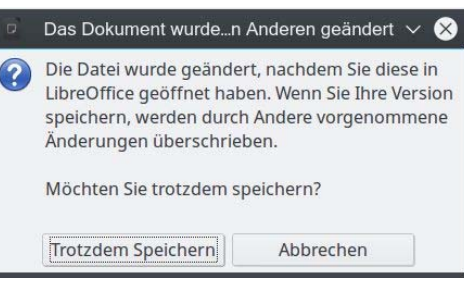 Das Dokument wurde…n Anderen geändert
Die Datei wurde geändert, nachdem Sie diese in
LibreOffice geöffnet haben. Wenn Sie Ihre Version
speichern, werden durch Andere vorgenommene
Änderungen überschrieben.
Möchten Sie trotzdem speichern?
Trotzdem Speichern Abbrechen